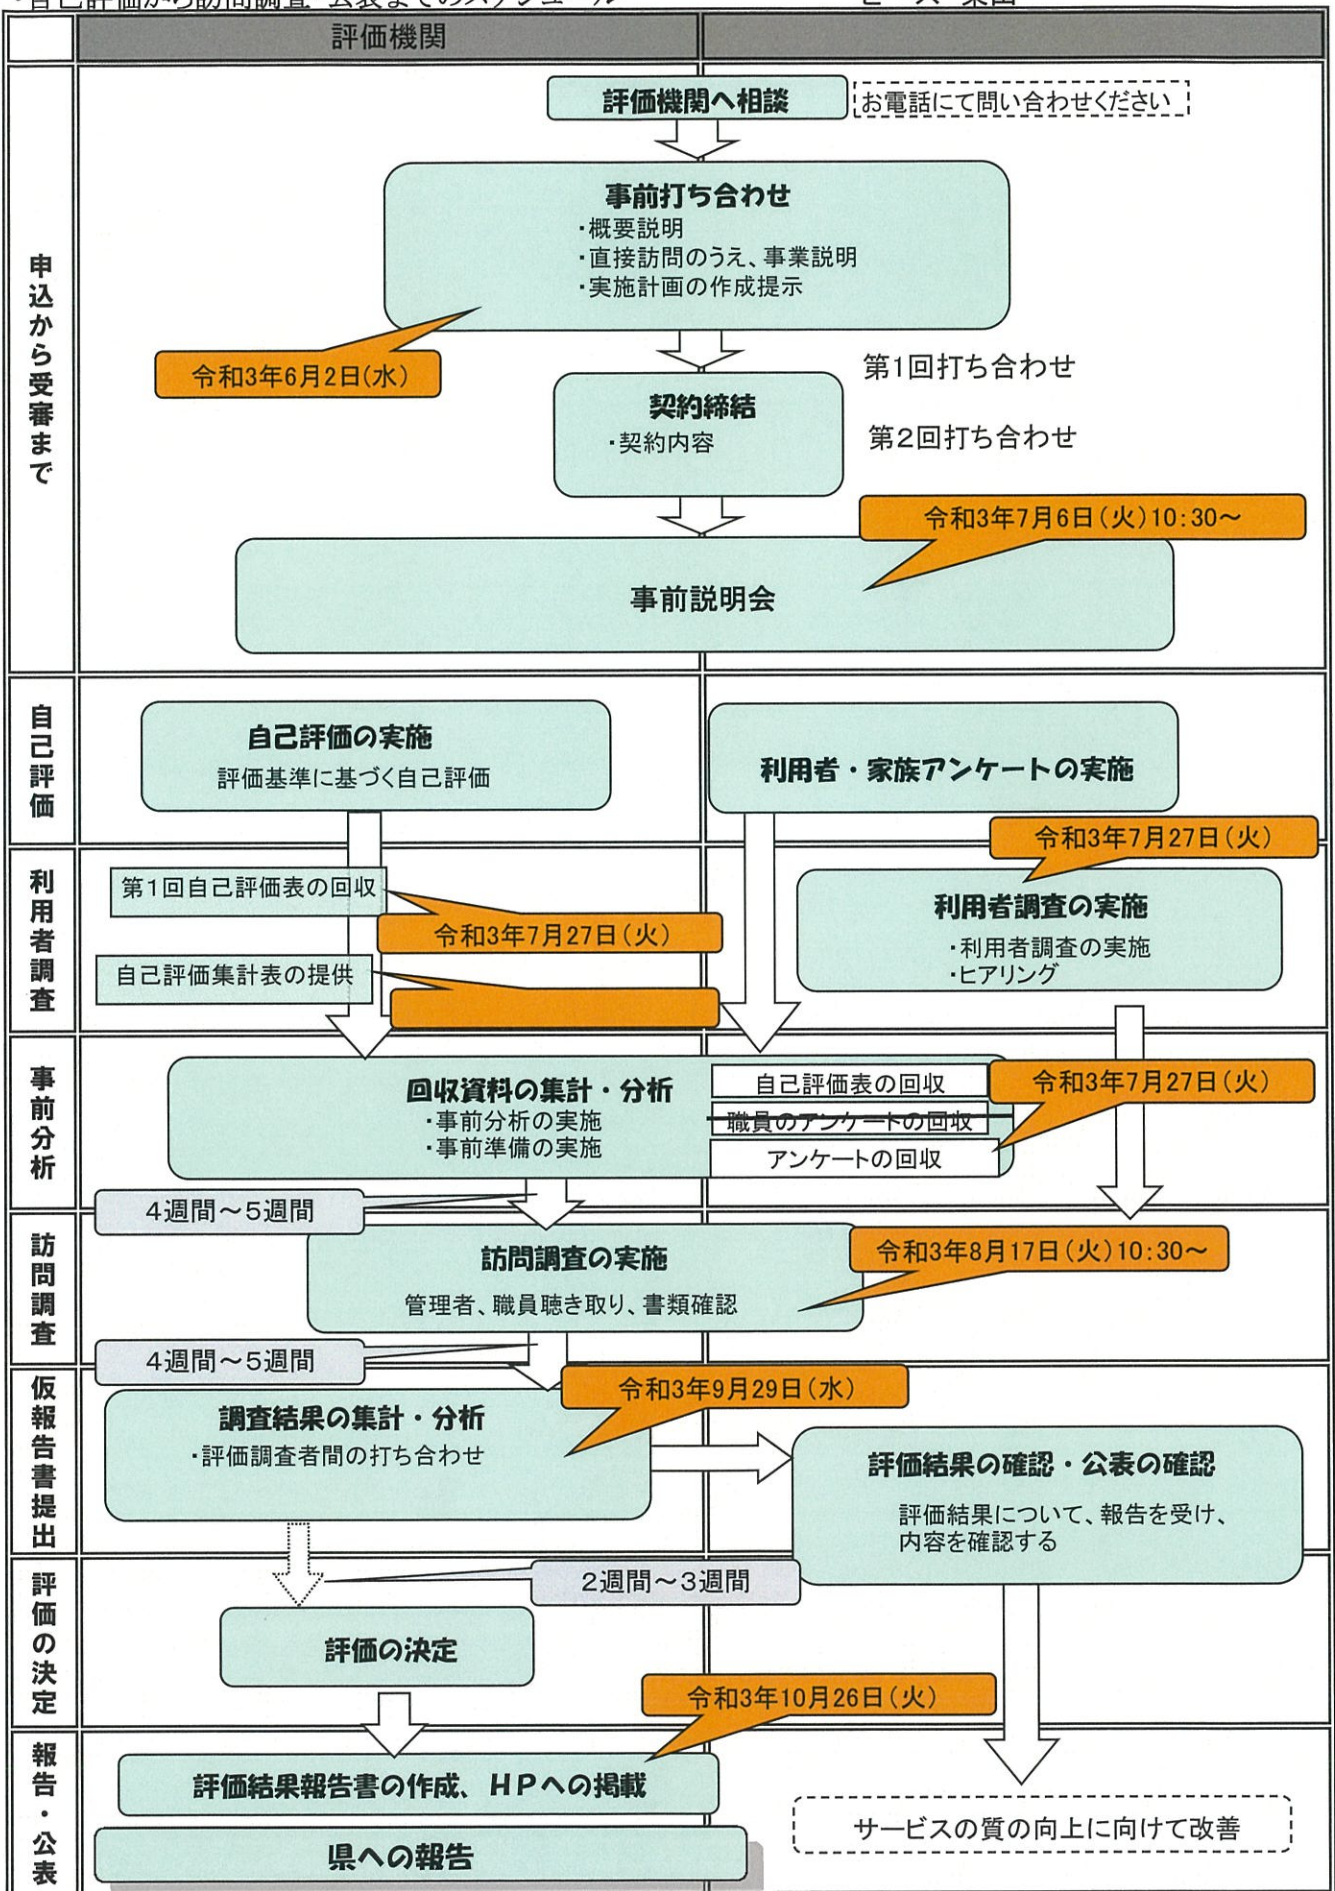 評価機関
評価機関へ相談
お電話にて問い合わせください
申込から受審まで
事前打ち合わせ
・概要説明
・直接訪問のうえ、事業説明
・実施計画の作成提示
令和3年6月2日(水)
第1回打ち合わせ
契約締結
・契約内容
第2回打ち合わせ
令和3年7月6日(火)10:30～
事前説明会
自己評価
自己評価の実施
評価基準に基づく自己評価
利用者・家族アンケートの実施
令和3年7月27日(火)
利用者調査
第1回自己評価表の回収
令和3年7月27日(火)
自己評価集計表の提供
利用者調査の実施
・利用者調査の実施
・ヒアリング
事前分析
回収資料の集計・分析
・事前分析の実施
・事前準備の実施
自己評価表の回収
職員のアンケートの回収
アンケートの回収
令和3年7月27日(火)
4週間～5週間
訪問調査
訪問調査の実施
管理者、職員聴き取り、書類確認
令和3年8月17日(火)10:30～
4週間～5週間
仮報告書提出
令和3年9月29日(水)
調査結果の集計・分析
・評価調査者間の打ち合わせ
評価結果の確認・公表の確認
評価結果について、報告を受け、
内容を確認する
評価の決定
2週間～3週間
評価の決定
令和3年10月26日(火)
報告・公表
評価結果報告書の作成、HPへの掲載
県への報告
サービスの質の向上に向けて改善